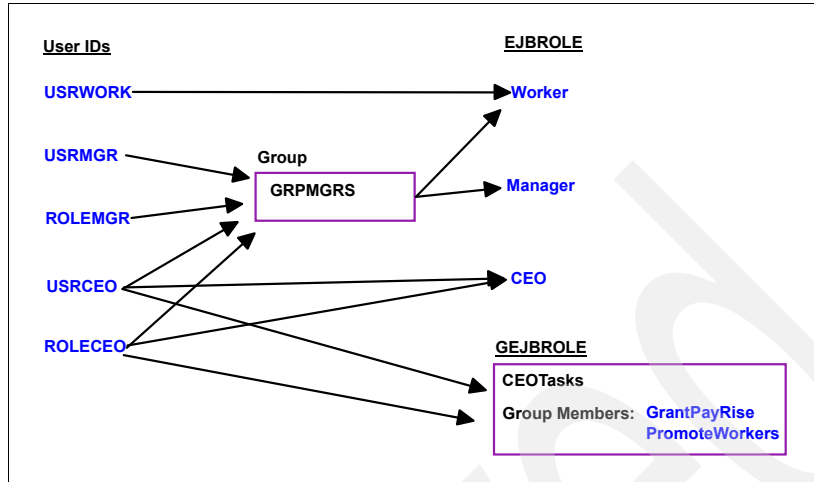 User IDs
EJBROLE
USRWORK
Worker
USRMGR
Group
GRPMGRS
Manager
ROLEMGR
USRCEO
CEO
ROLECEO
GEJBROLE
CEOTasks
Group Members: GrantPayRise
PromoteWorkers